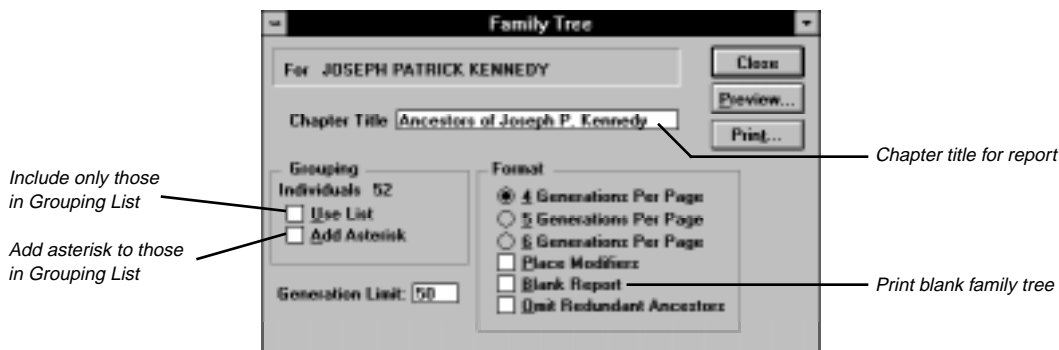 Family Tree
For JOSEPH PATRICK KENNEDY
Close
Preview...
Print...
Chapter Title Ancestors of Joseph P. Kennedy
Chapter title for report
Grouping
Individuals 52
Use List
Add Asterisk
Include only those
in Grouping List
Add asterisk to those
in Grouping List
Generation Limit: 50
Format
4 Generations Per Page
5 Generations Per Page
6 Generations Per Page
Place Modifiers
Blank Report
Omit Redundant Ancestors
Print blank family tree